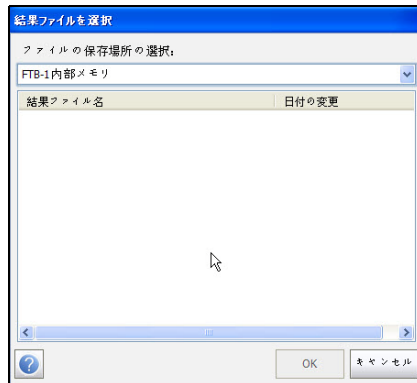 結果ファイルを選択
ファイルの保存場所の選択:
FTB-1内部メモリ
結果ファイル名 日付の変更
? OK キャンセル